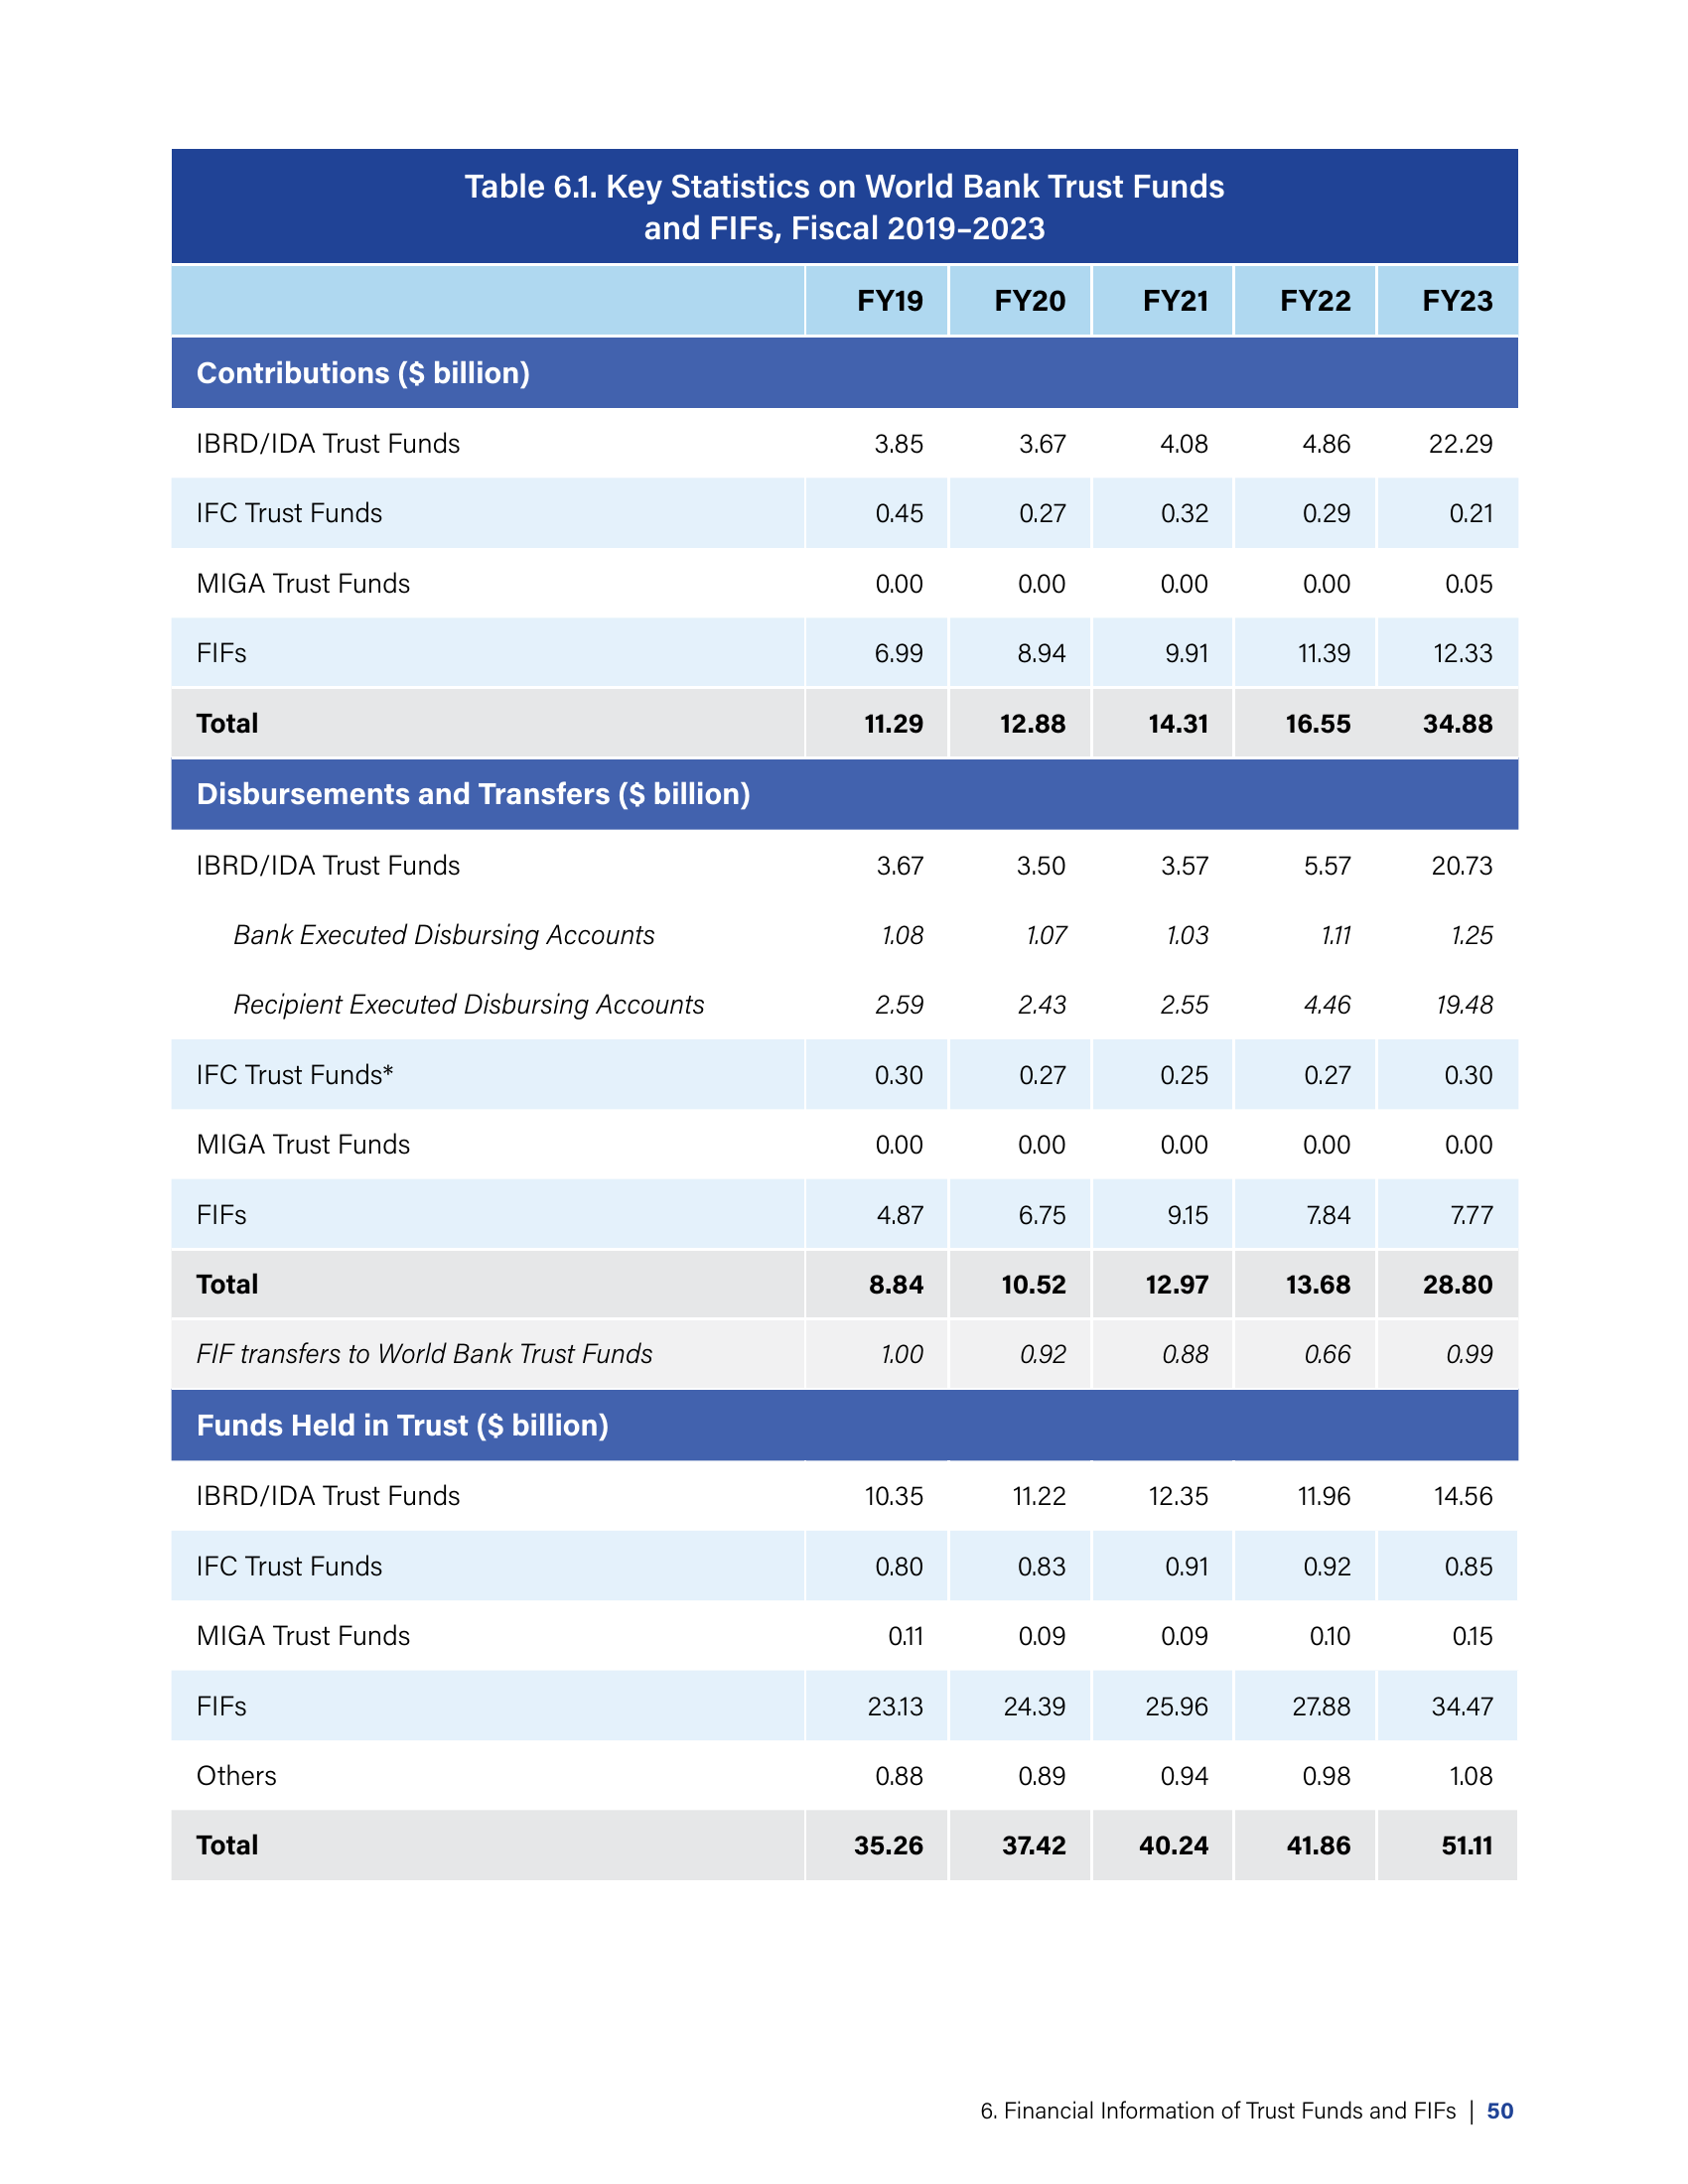 Table 6.1. Key Statistics on World Bank Trust Funds
and FIFs, Fiscal 2019–2023
FY19 FY20 FY21 FY22 FY23
Contributions ($ billion)
IBRD/IDA Trust Funds 3.85 3.67 4.08 4.86 22.29
IFC Trust Funds 0.45 0.27 0.32 0.29 0.21
MIGA Trust Funds 0.00 0.00 0.00 0.00 0.05
FIFs 6.99 8.94 9.91 11.39 12.33
Total 11.29 12.88 14.31 16.55 34.88
Disbursements and Transfers ($ billion)
IBRD/IDA Trust Funds 3.67 3.50 3.57 5.57 20.73
Bank Executed Disbursing Accounts 1.08 1.07 1.03 1.11 1.25
Recipient Executed Disbursing Accounts 2.59 2.43 2.55 4.46 19.48
IFC Trust Funds* 0.30 0.27 0.25 0.27 0.30
MIGA Trust Funds 0.00 0.00 0.00 0.00 0.00
FIFs 4.87 6.75 9.15 7.84 7.77
Total 8.84 10.52 12.97 13.68 28.80
FIF transfers to World Bank Trust Funds 1.00 0.92 0.88 0.66 0.99
Funds Held in Trust ($ billion)
IBRD/IDA Trust Funds 10.35 11.22 12.35 11.96 14.56
IFC Trust Funds 0.80 0.83 0.91 0.92 0.85
MIGA Trust Funds 0.11 0.09 0.09 0.10 0.15
FIFs 23.13 24.39 25.96 27.88 34.47
Others 0.88 0.89 0.94 0.98 1.08
Total 35.26 37.42 40.24 41.86 51.11
6. Financial Information of Trust Funds and FIFs | 50